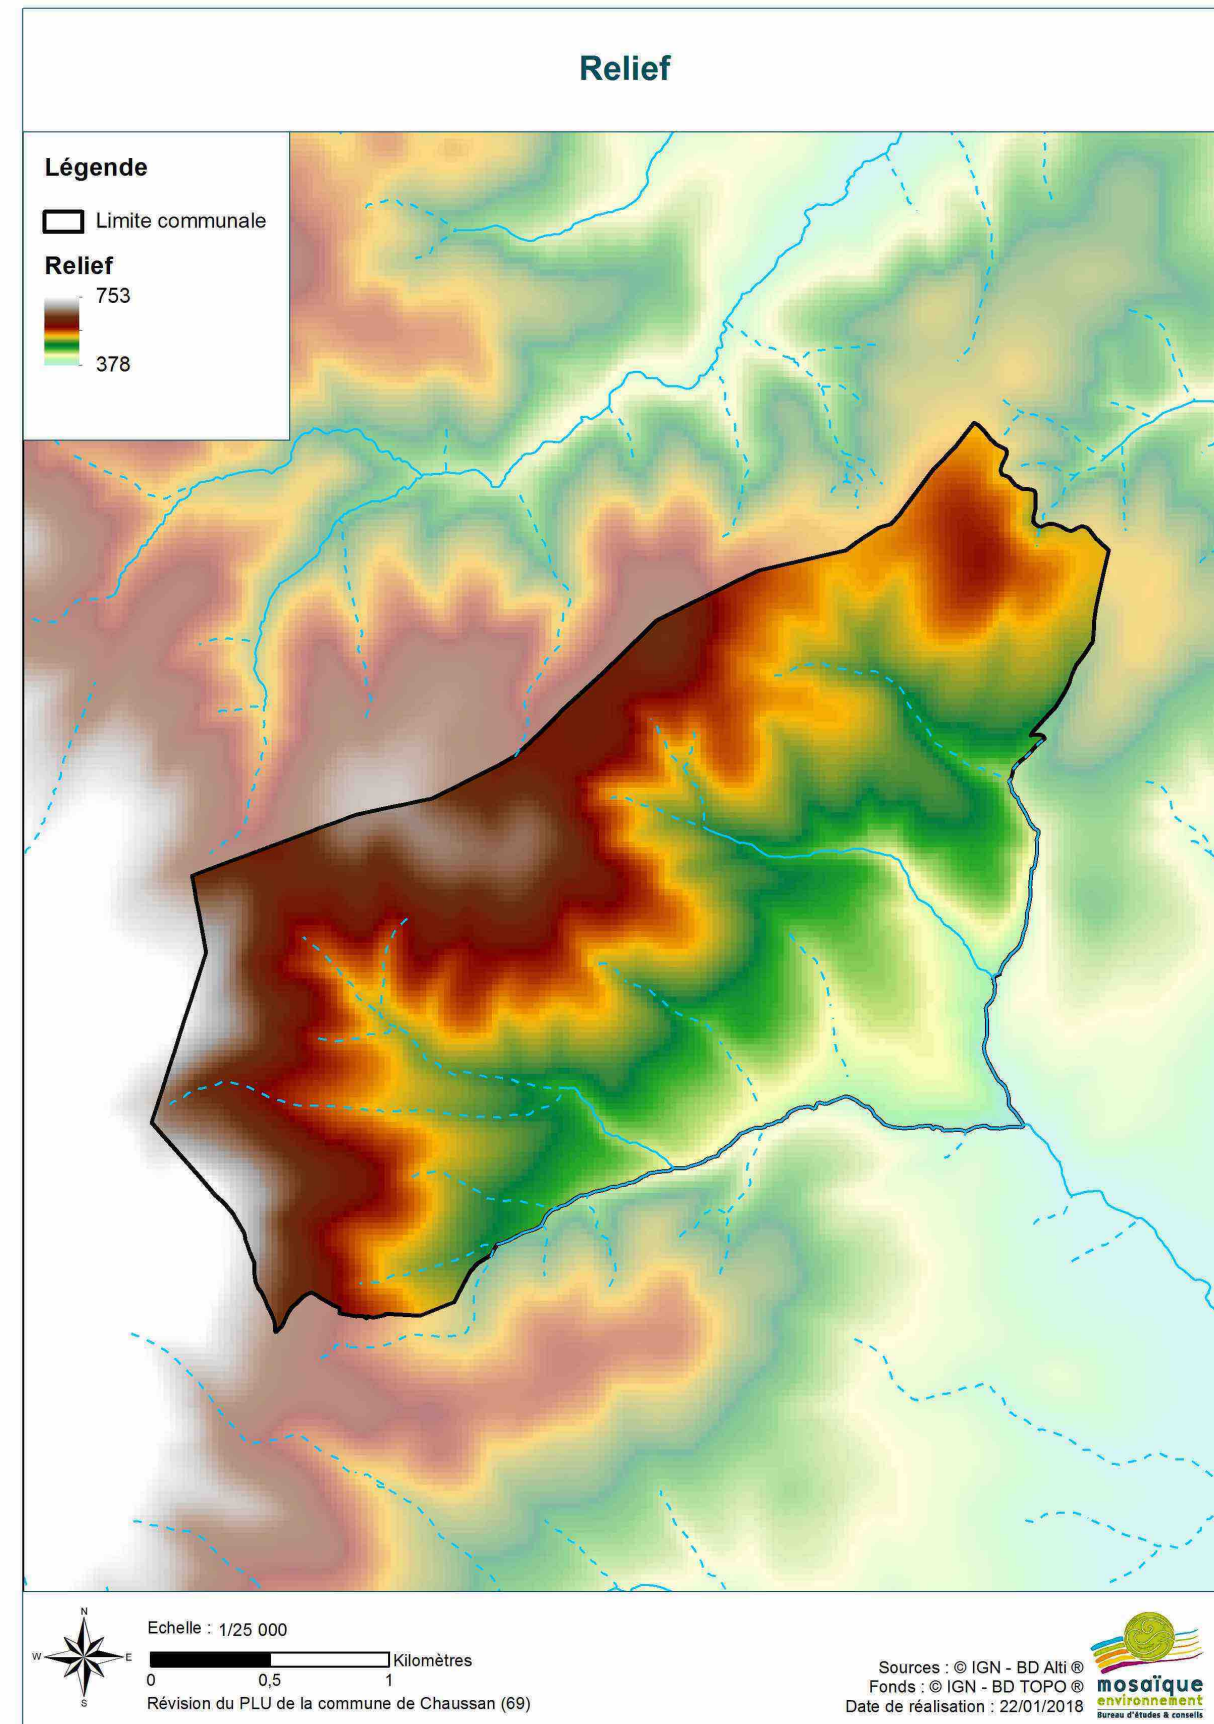 Relief
Légende
Limite communale
Relief
753
378
N
W
E
S
Echelle : 1/25 000
Kilomètres
0
0,5
1
Révision du PLU de la commune de Chaussan (69)
Sources : © IGN - BD Alti ®
Fonds : © IGN - BD TOPO ®
Date de réalisation : 22/01/2018
mosaïque
environnement
Bureau d'études & conseils